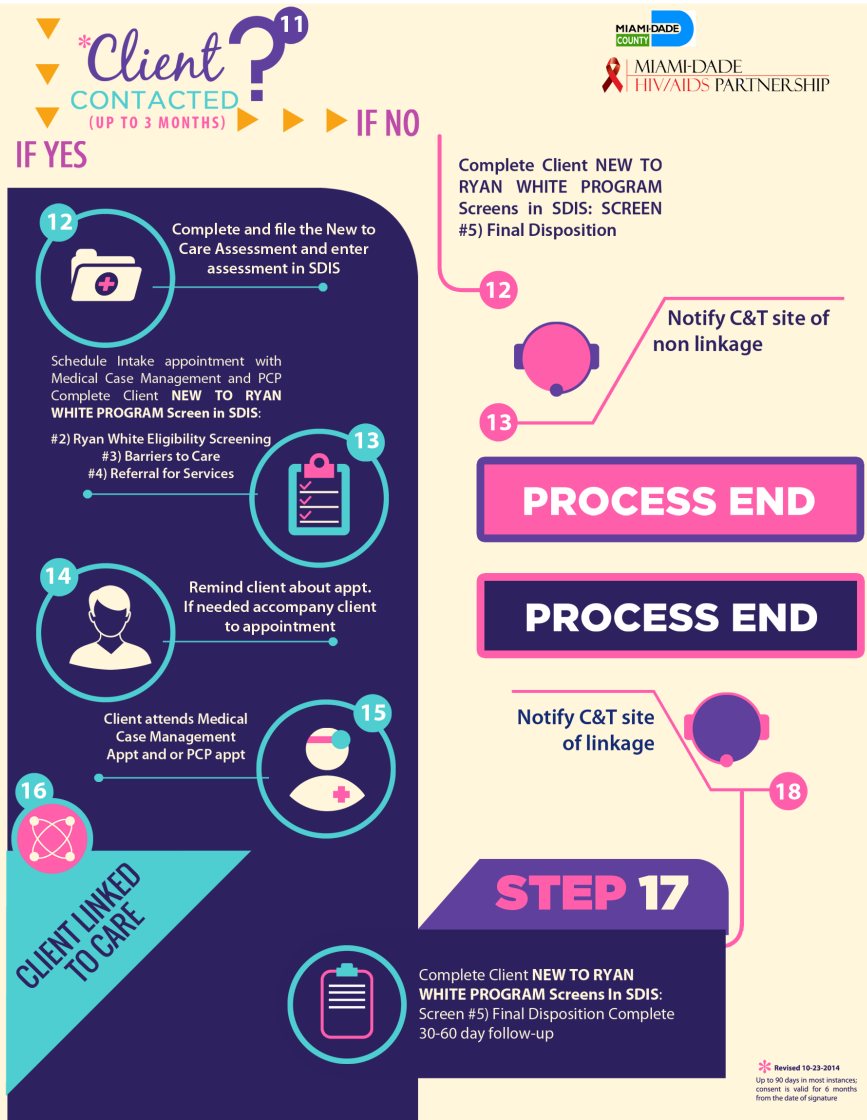 11
*Client
CONTACTED
(UP TO 3 MONTHS)
?
IF NO
IF YES
MIAMI-DADE
COUNTY
MIAMI-DADE
HIV/AIDS PARTNERSHIP
Complete Client NEW TO
RYAN WHITE PROGRAM
Screens in SDIS: SCREEN
#5) Final Disposition
12
Notify C&T site of
non linkage
13
PROCESS END
12
Complete and file the New to
Care Assessment and enter
assessment in SDIS
Schedule Intake appointment with
Medical Case Management and PCP
Complete Client NEW TO RYAN
WHITE PROGRAM Screen in SDIS:
#2) Ryan White Eligibility Screening
#3) Barriers to Care
#4) Referral for Services
13
14
Remind client about appt.
If needed accompany client
to appointment
Client attends Medical
Case Management
Appt and or PCP appt
15
16
CLIENT LINKED
TO CARE
STEP 17
Complete Client NEW TO RYAN
WHITE PROGRAM Screens In SDIS:
Screen #5) Final Disposition Complete
30-60 day follow-up
18
Notify C&T site
of linkage
PROCESS END
* Revised 10-23-2014
Up to 90 days in most instances;
consent is valid for 6 months
from the date of signature